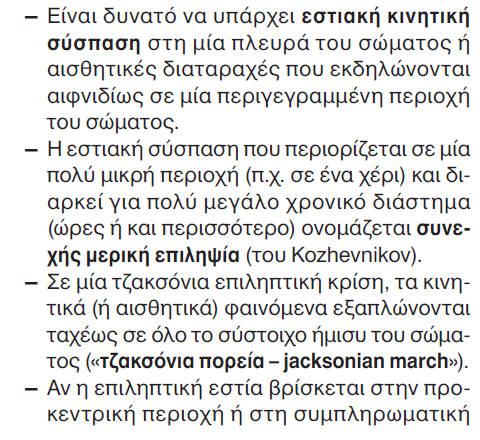 – Είναι δυνατό να υπάρχει εστιακή κινητική
σύσπαση στη μία πλευρά του σώματος ή
αισθητικές διαταραχές που εκδηλώνονται
αιφνιδίως σε μία περιγεγραμμένη περιοχή
του σώματος.
– Η εστιακή σύσπαση που περιορίζεται σε μία
πολύ μικρή περιοχή (π.χ. σε ένα χέρι) και δι-
αρκεί για πολύ μεγάλο χρονικό διάστημα
(ώρες ή και περισσότερο) ονομάζεται συνε-
χής μερική επιληψία (του Kozhevnikov).
– Σε μία τζακσόνια επιληπτική κρίση, τα κινη-
τικά (ή αισθητικά) φαινόμενα εξαπλώνονται
ταχέως σε όλο το σύστοιχο ήμισυ του σώμα-
τος («τζακσόνια πορεία – jacksonian march»).
– Αν η επιληπτική εστία βρίσκεται στην προ-
κεντρική περιοχή ή στη συμπληρωματική